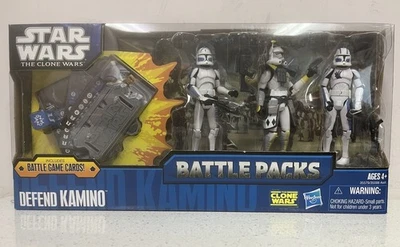 STAR
WARS
THE CLONE WARS
INCLUDES
BATTLE GAME CARDS!
BATTLE PACKS
DEFEND KAMINO
THE
CLONE
WARS
Hasbro
AGES 4+
WARNING:
CHOKING HAZARD-Small parts.
Not for children under 3 years.